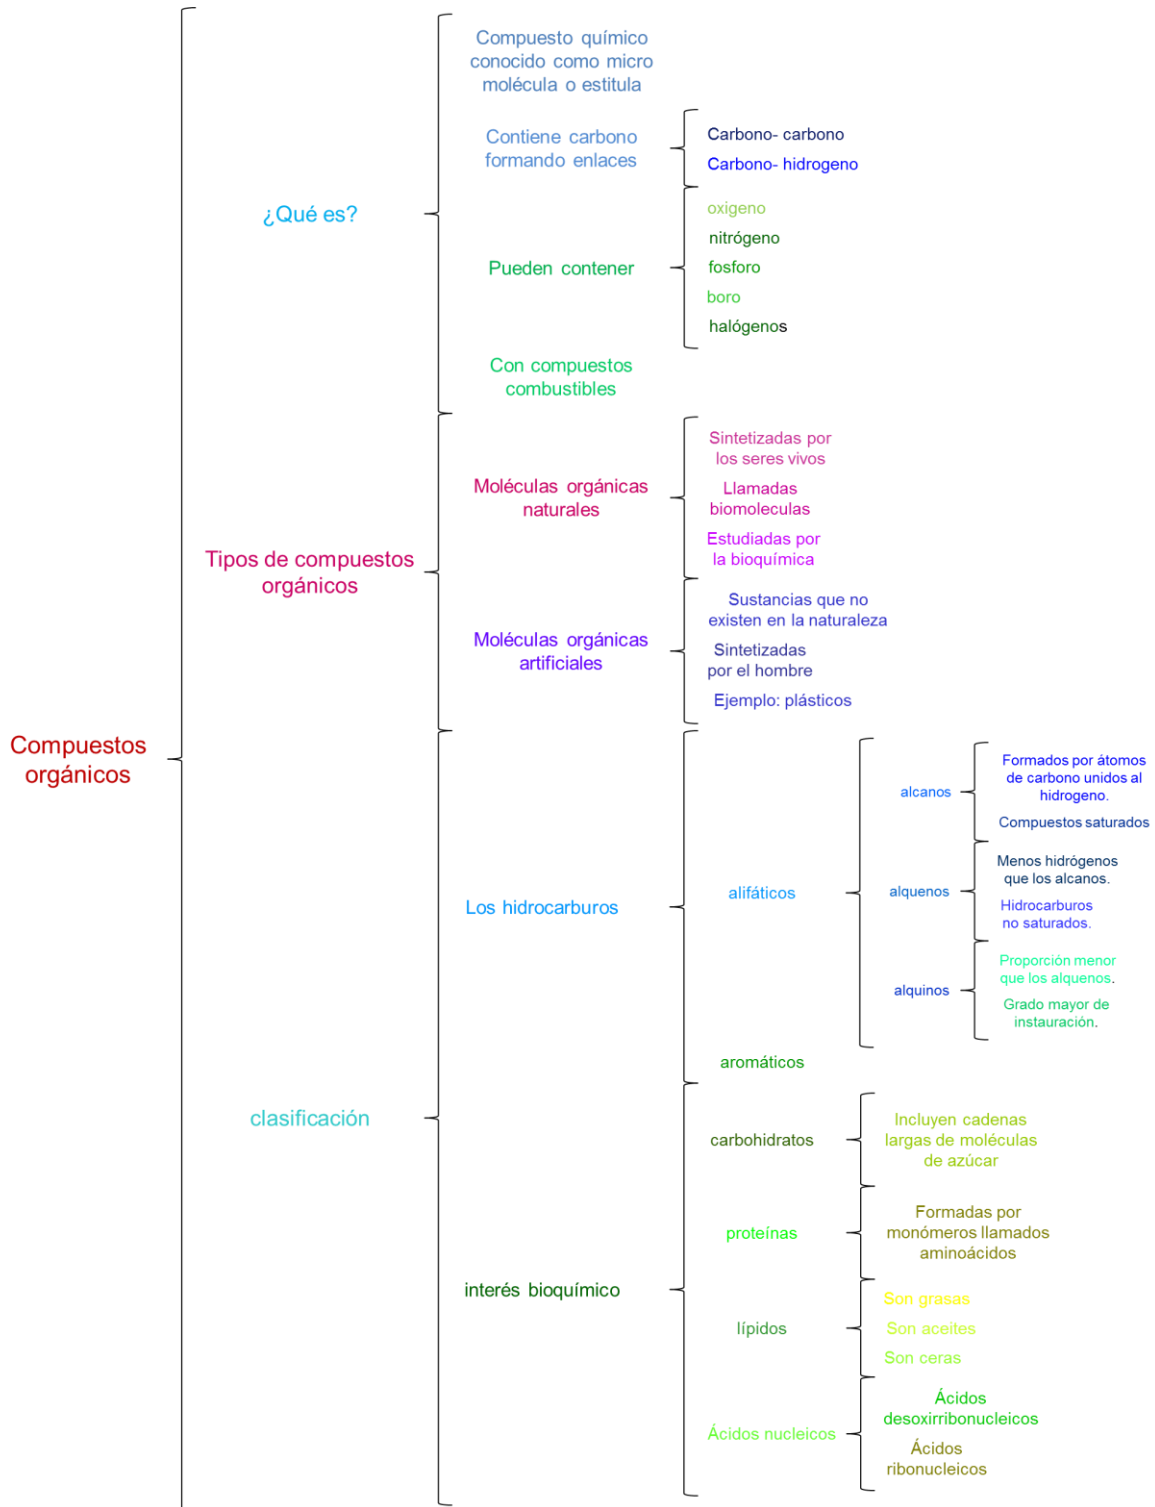 Compuestos
orgánicos
¿Qué es?
Compuesto químico
conocido como micro
molécula o estitula
Contiene carbono
formando enlaces
Carbono- carbono
Carbono- hidrogeno
Pueden contener
oxigeno
nitrógeno
fosforo
boro
halógenos
Con compuestos
combustibles
Tipos de compuestos
orgánicos
Moléculas orgánicas
naturales
Sintetizadas por
los seres vivos
Llamadas
biomoleculas
Estudiadas por
la bioquímica
Moléculas orgánicas
artificiales
Sustancias que no
existen en la naturaleza
Sintetizadas
por el hombre
Ejemplo: plásticos
clasificación
Los hidrocarburos
alifáticos
alcanos
Formados por átomos
de carbono unidos al
hidrogeno.
Compuestos saturados
alquenos
Menos hidrógenos
que los alcanos.
Hidrocarburos
no saturados.
alquinos
Proporción menor
que los alquenos.
Grado mayor de
instauración.
aromáticos
interés bioquímico
carbohidratos
Incluyen cadenas
largas de moléculas
de azúcar
proteínas
Formadas por
monómeros llamados
aminoácidos
lípidos
Son grasas
Son aceites
Son ceras
Ácidos nucleicos
Ácidos
desoxirribonucleicos
Ácidos
ribonucleicos